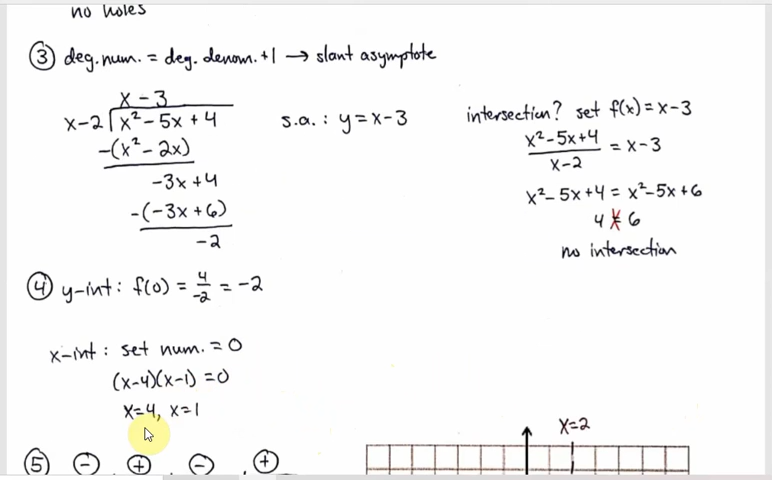 no holes
③ deg. num. = deg. denom. +1 → slant asymptote
x - 3
x-2 | x² - 5x + 4
-(x² - 2x)
-3x + 4
-(-3x + 6)
-2
s.a. : y = x - 3
intersection? set f(x) = x - 3
x² - 5x + 4 / x - 2 = x - 3
x² - 5x + 4 = x² - 5x + 6
4 ≠ 6
no intersection
④ y-int : f(0) = 4/-2 = -2
x-int : set num. = 0
(x-4)(x-1) = 0
x=4, x=1
x=2
⑤ ⊖ ⊕ ⊖ ⊕